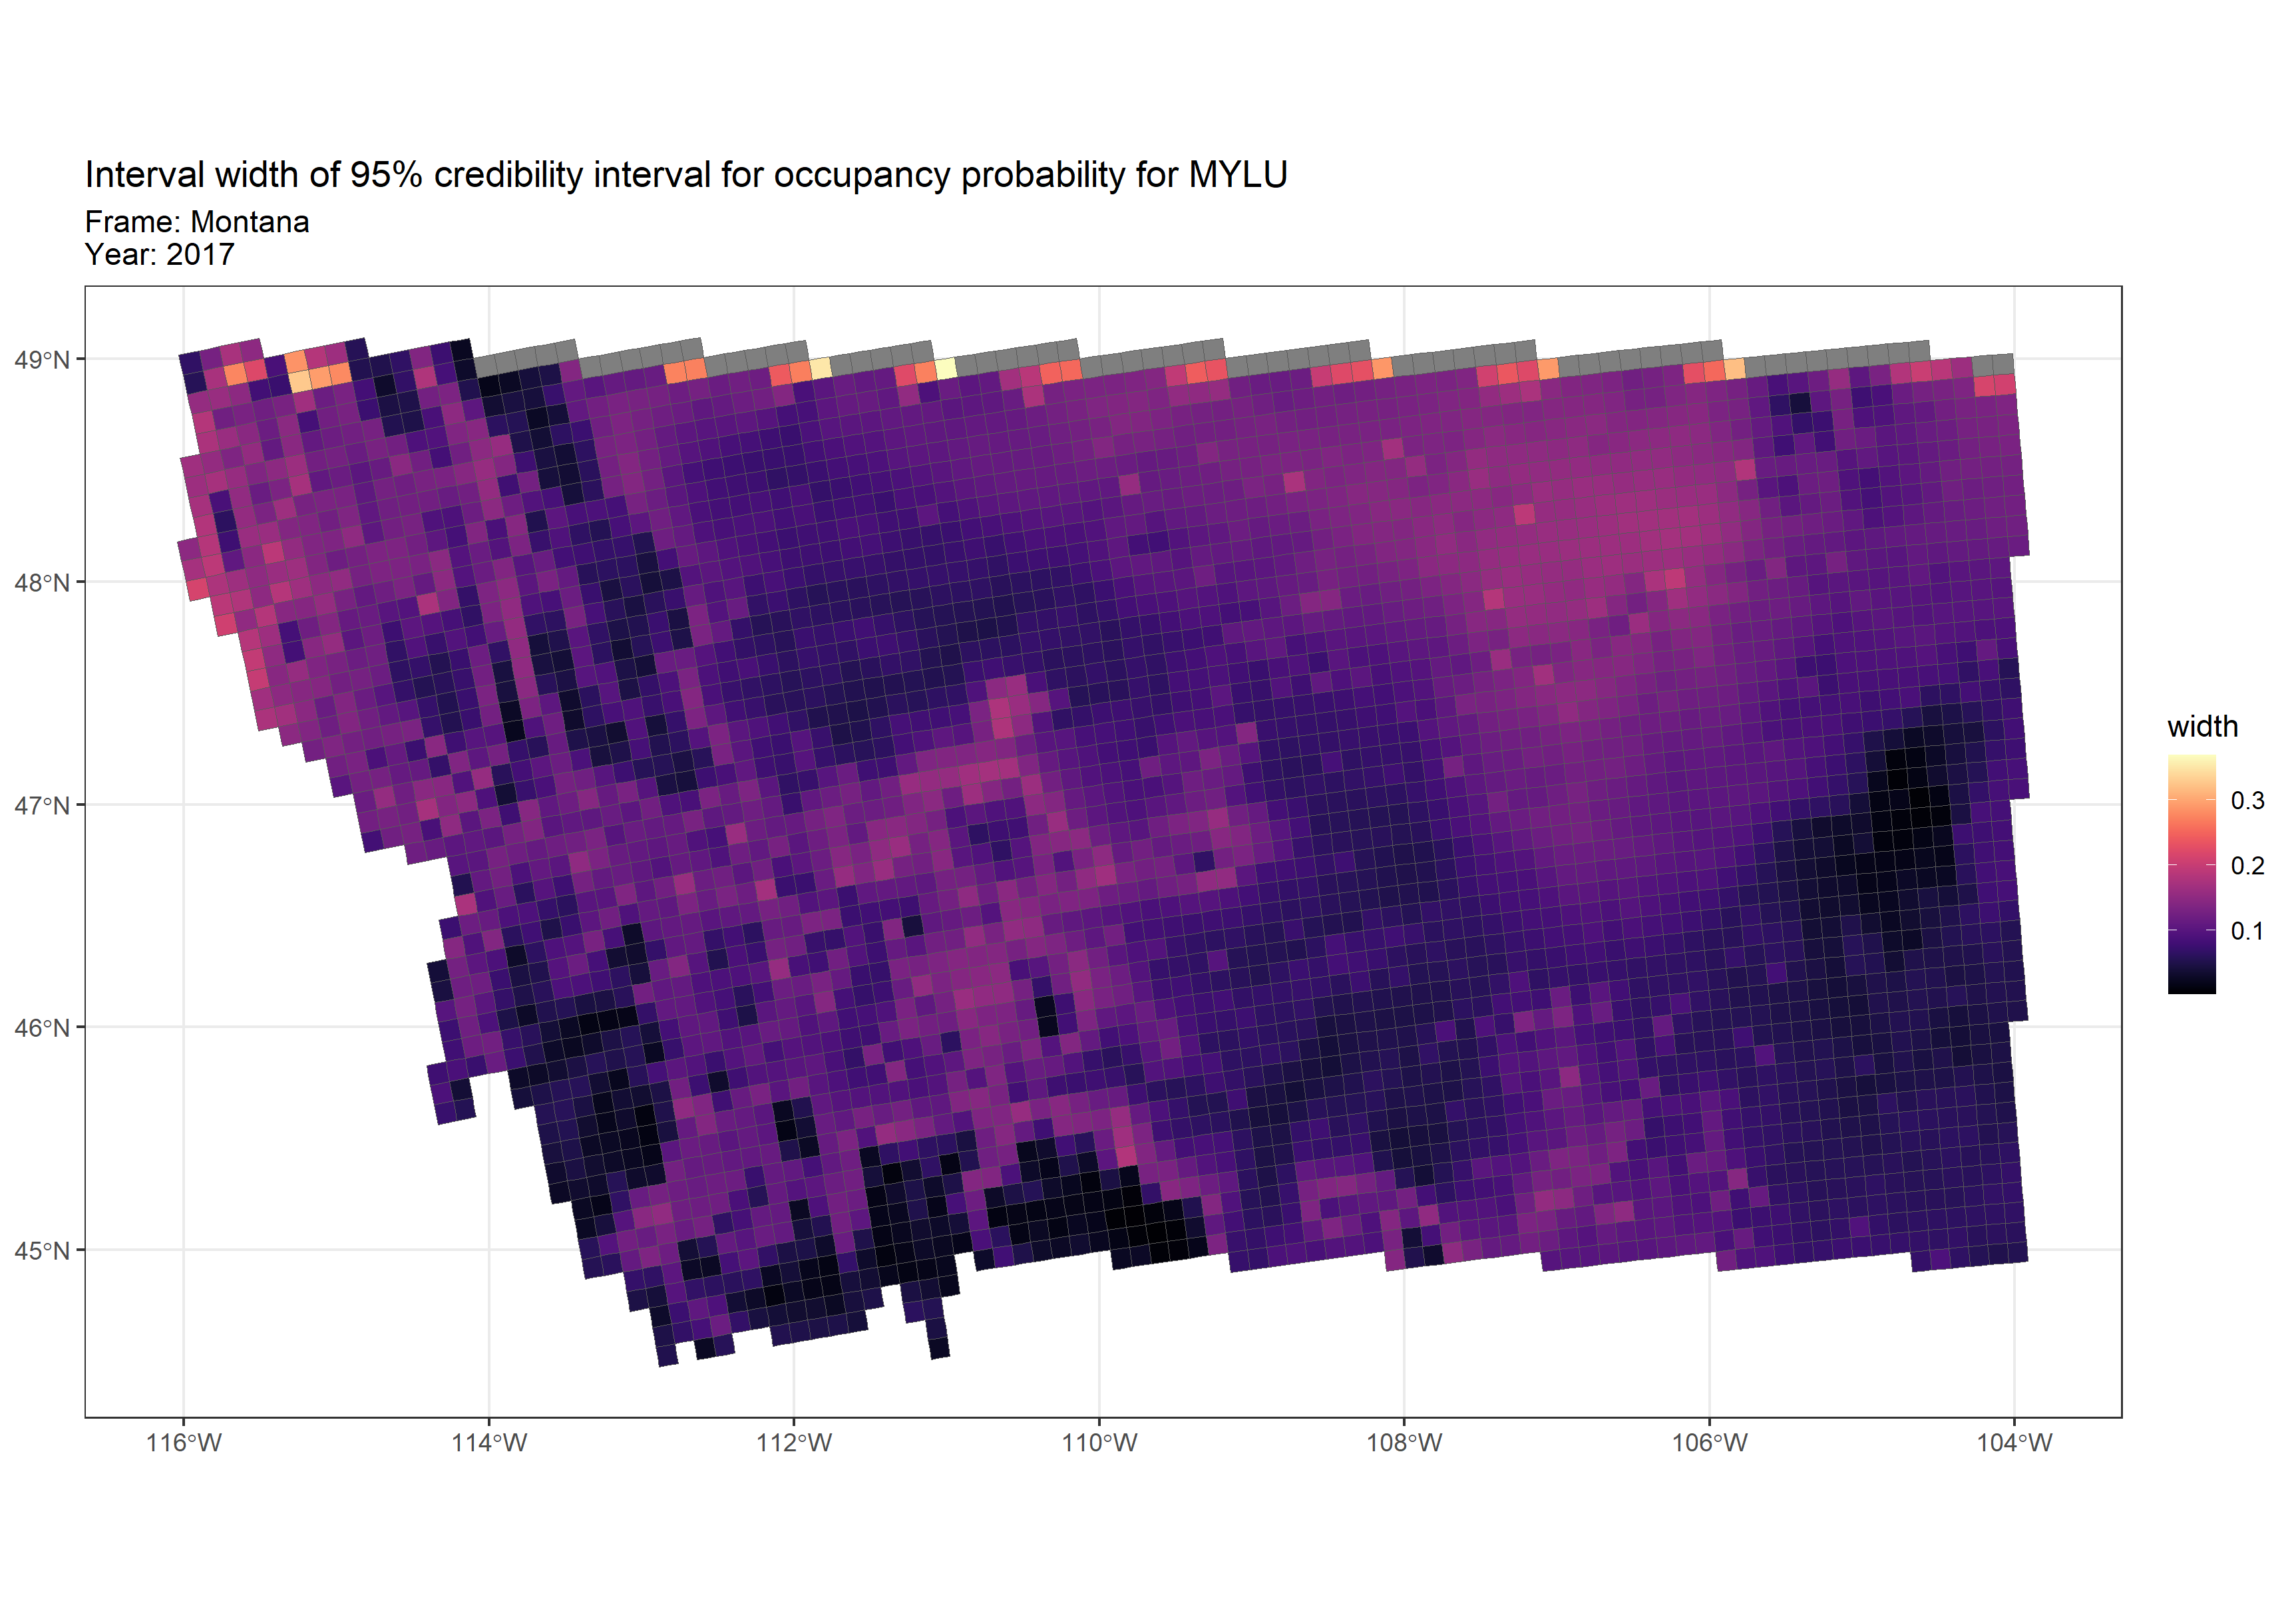 Interval width of 95% credibility interval for occupancy probability for MYLU
Frame: Montana
Year: 2017
49°N
48°N
47°N
46°N
45°N
116°W
114°W
112°W
110°W
108°W
106°W
104°W
width
0.3
0.2
0.1